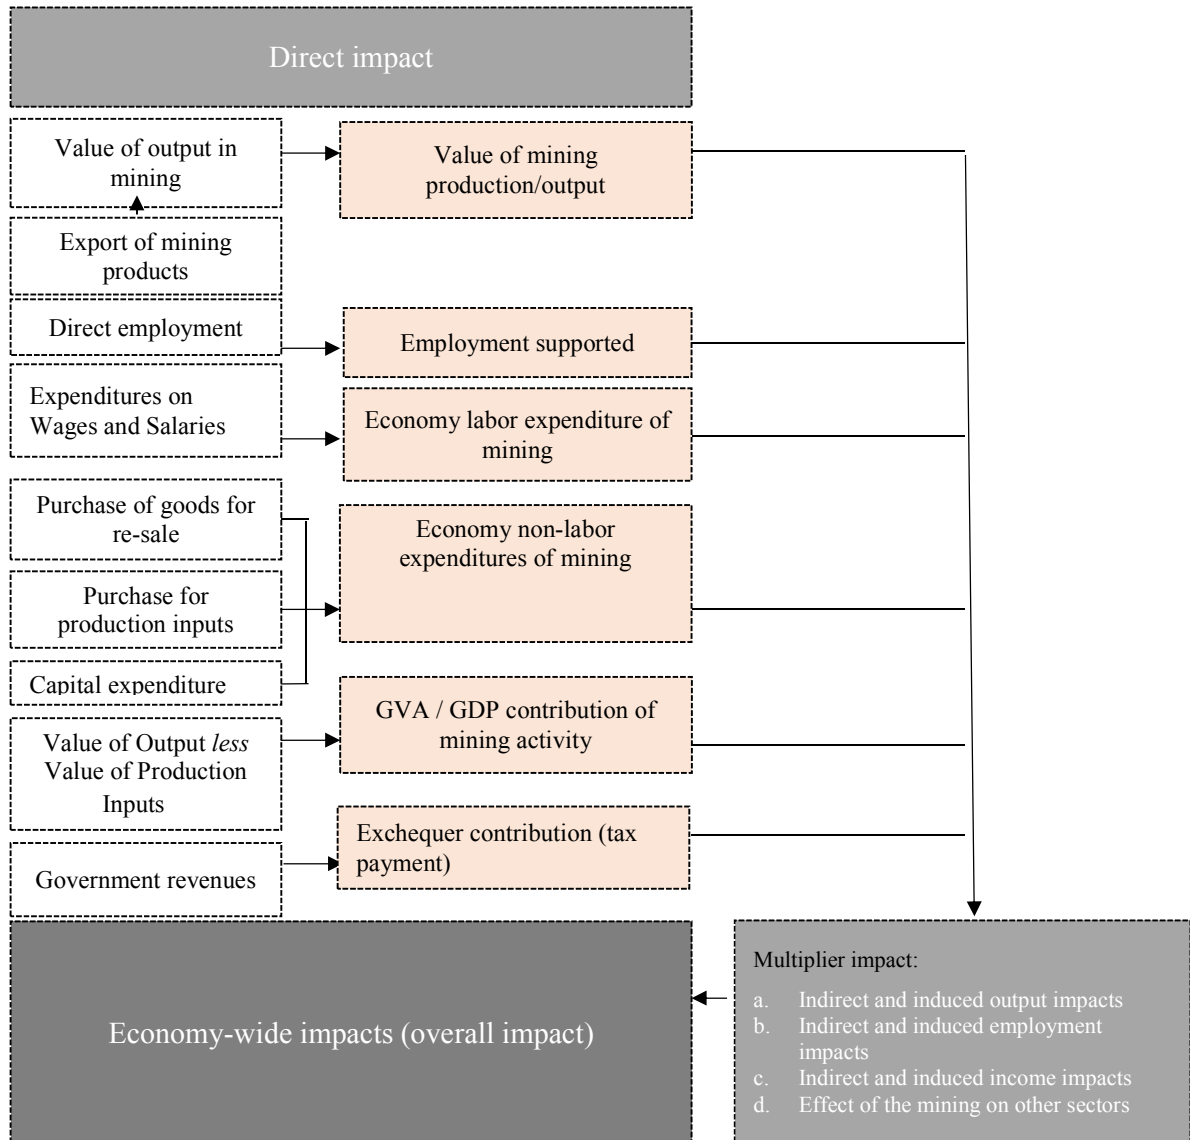 Direct impact
Value of output in
mining
Value of mining
production/output
Export of mining
products
Direct employment
Employment supported
Expenditures on
Wages and Salaries
Economy labor expenditure of
mining
Purchase of goods for
re-sale
Economy non-labor
expenditures of mining
Purchase for
production inputs
Capital expenditure
GVA / GDP contribution of
mining activity
Value of Output less
Value of Production
Inputs
Exchequer contribution (tax
payment)
Government revenues
Economy-wide impacts (overall impact)
Multiplier impact:
a. Indirect and induced output impacts
b. Indirect and induced employment
impacts
c. Indirect and induced income impacts
d. Effect of the mining on other sectors